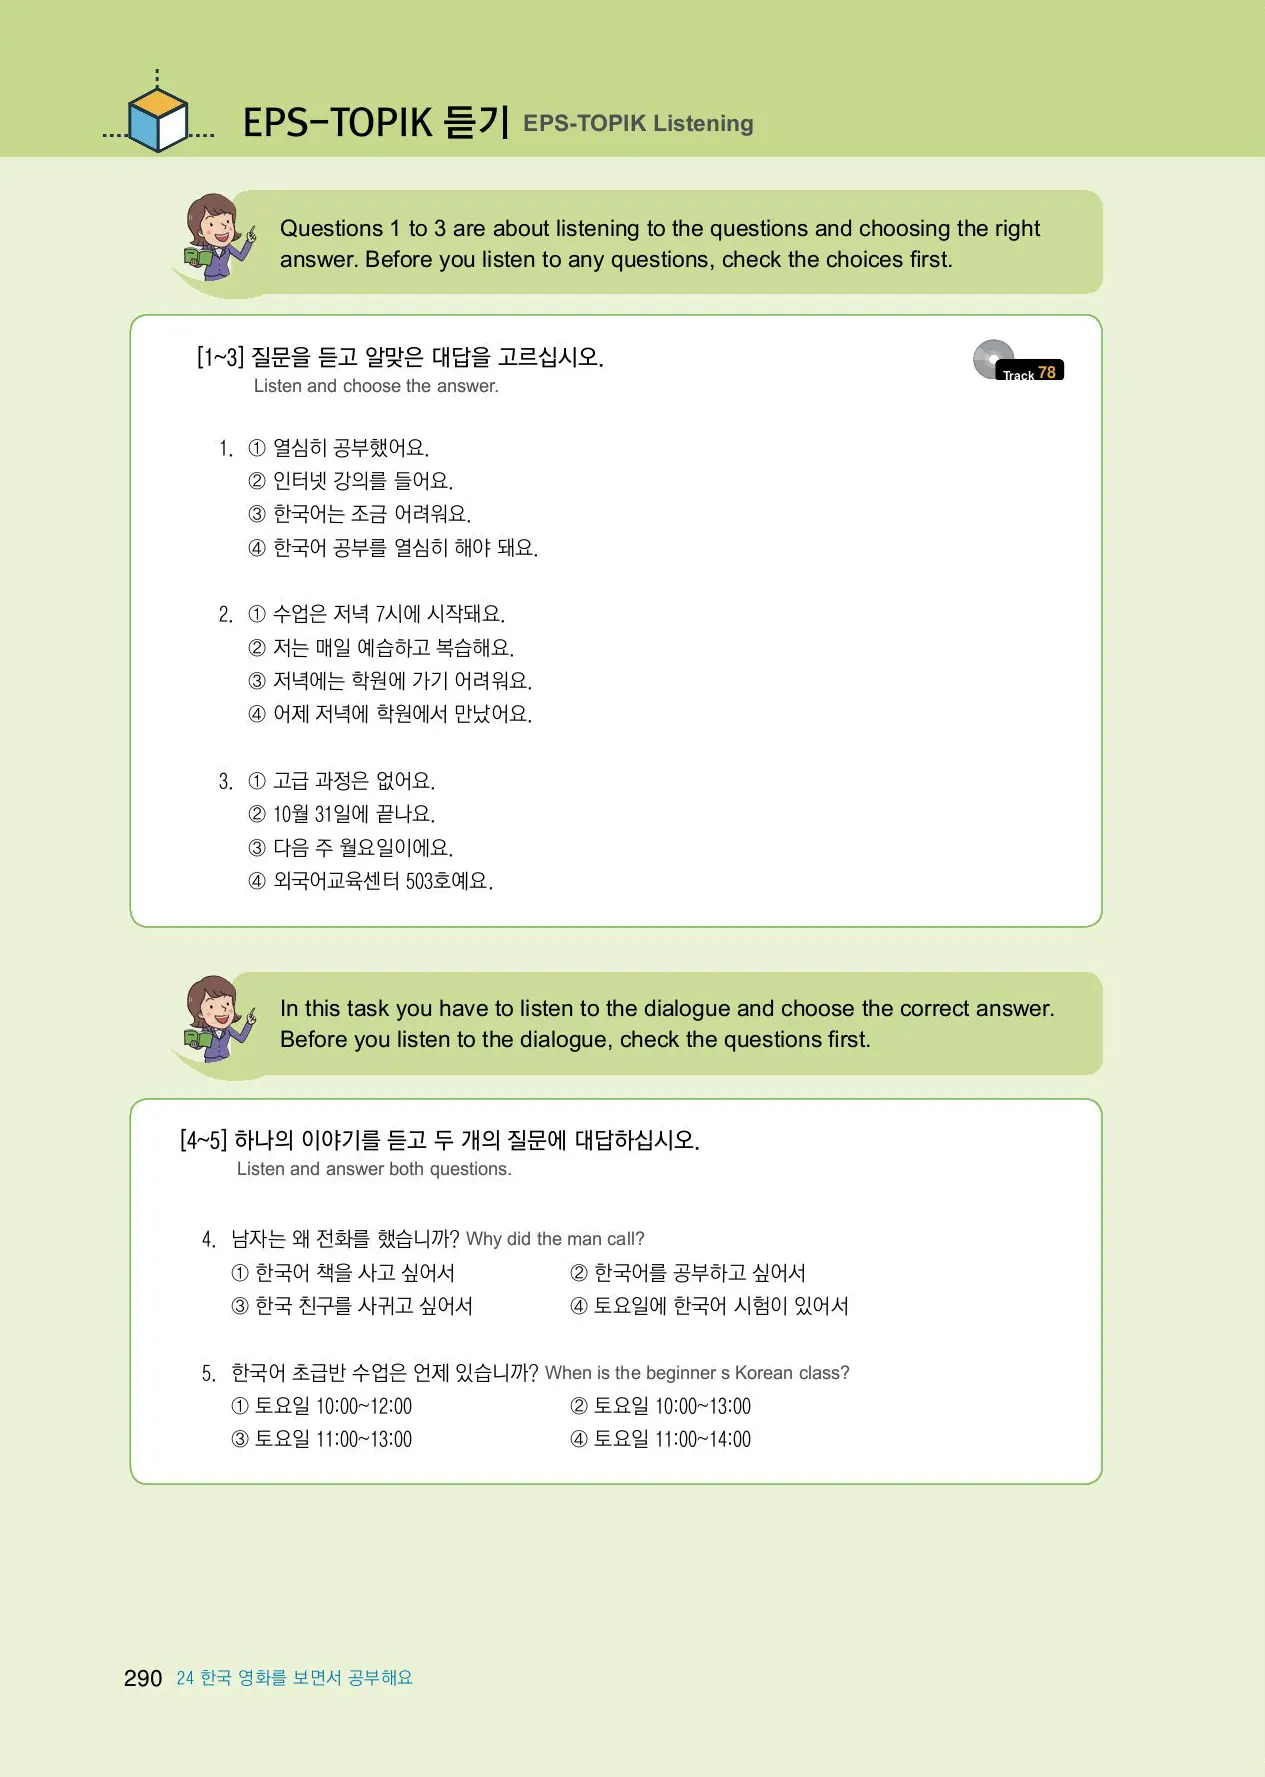 EPS-TOPIK 듣기 EPS-TOPIK Listening
Questions 1 to 3 are about listening to the questions and choosing the right
answer. Before you listen to any questions, check the choices first.
[1~3] 질문을 듣고 알맞은 대답을 고르십시오.
Track 78
Listen and choose the answer.
1. ① 열심히 공부했어요.
② 인터넷 강의를 들어요.
③ 한국어는 조금 어려워요.
④ 한국어 공부를 열심히 해야 돼요.
2. ① 수업은 저녁 7시에 시작돼요.
② 저는 매일 예습하고 복습해요.
③ 저녁에는 학원에 가기 어려워요.
④ 어제 저녁에 학원에서 만났어요.
3. ① 고급 과정은 없어요.
② 10월 31일에 끝나요.
③ 다음 주 월요일이에요.
④ 외국어교육센터 503호예요.
In this task you have to listen to the dialogue and choose the correct answer.
Before you listen to the dialogue, check the questions first.
[4~5] 하나의 이야기를 듣고 두 개의 질문에 대답하십시오.
Listen and answer both questions.
4. 남자는 왜 전화를 했습니까? Why did the man call?
① 한국어 책을 사고 싶어서 ② 한국어를 공부하고 싶어서
③ 한국 친구를 사귀고 싶어서 ④ 토요일에 한국어 시험이 있어서
5. 한국어 초급반 수업은 언제 있습니까? When is the beginner s Korean class?
① 토요일 10:00~12:00 ② 토요일 10:00~13:00
③ 토요일 11:00~13:00 ④ 토요일 11:00~14:00
290 24 한국 영화를 보면서 공부해요